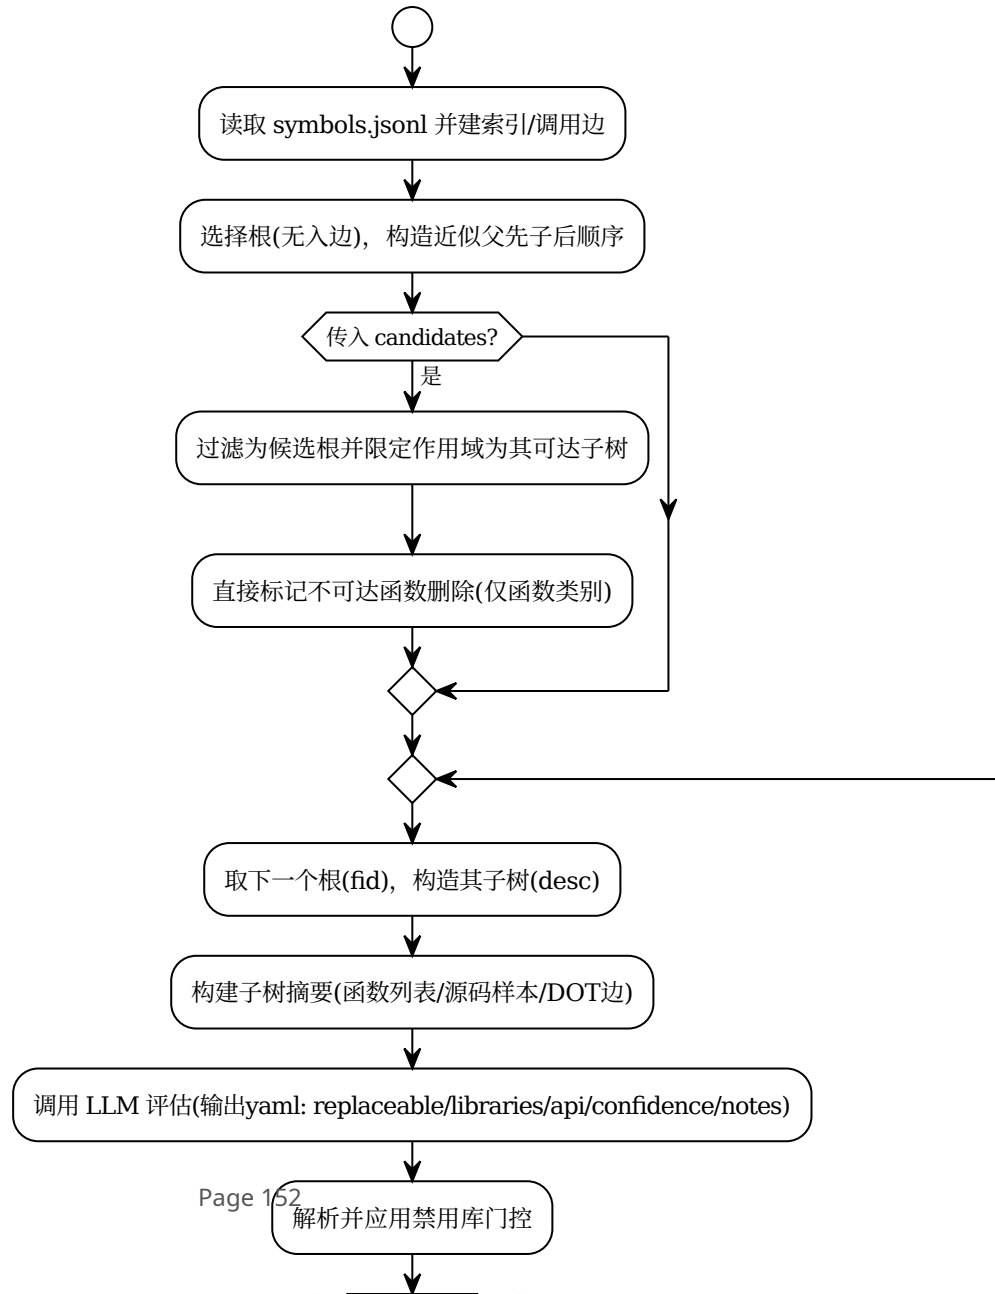 读取 symbols.jsonl 并建索引/调用边
选择根(无入边)，构造近似父先子后顺序
传入 candidates?
是
过滤为候选根并限定作用域为其可达子树
直接标记不可达函数删除(仅函数类别)
取下一个根(fid)，构造其子树(desc)
构建子树摘要(函数列表/源码样本/DOT边)
调用 LLM 评估(输出yaml: replaceable/libraries/api/confidence/notes)
Page 152
解析并应用禁用库门控